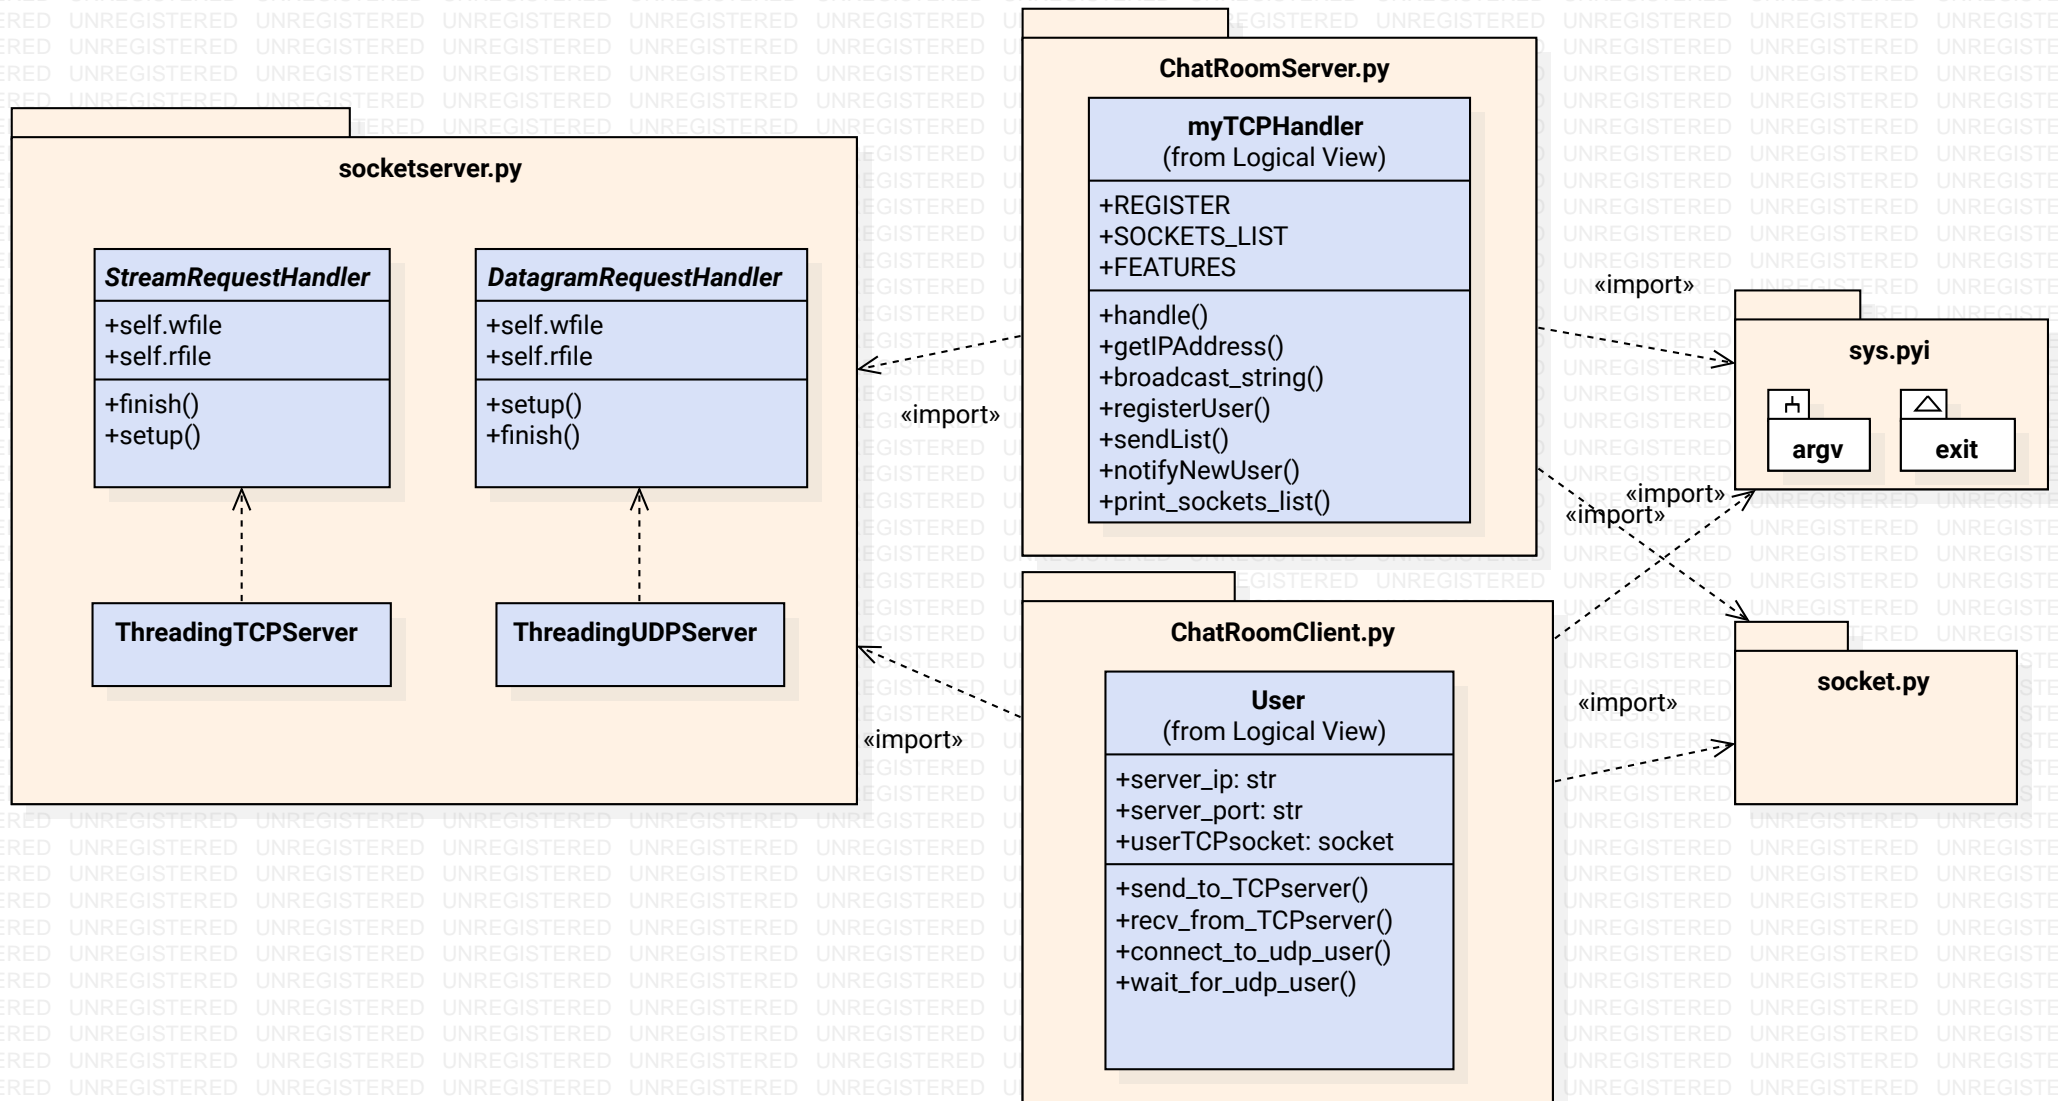 socketserver.py
StreamRequestHandler
+self.wfile
+self.rfile
+finish()
+setup()
DatagramRequestHandler
+self.wfile
+self.rfile
+setup()
+finish()
ThreadingTCPServer
ThreadingUDPServer
«import»
«import»
ChatRoomServer.py
myTCPHandler
(from Logical View)
+REGISTER
+SOCKETS_LIST
+FEATURES
+handle()
+getIPAddress()
+broadcast_string()
+registerUser()
+sendList()
+notifyNewUser()
+print_sockets_list()
ChatRoomClient.py
User
(from Logical View)
+server_ip: str
+server_port: str
+userTCPsocket: socket
+send_to_TCPserver()
+recv_from_TCPserver()
+connect_to_udp_user()
+wait_for_udp_user()
«import»
«import»
«import»
«import»
sys.pyi
argv
exit
socket.py
UNREGISTERED